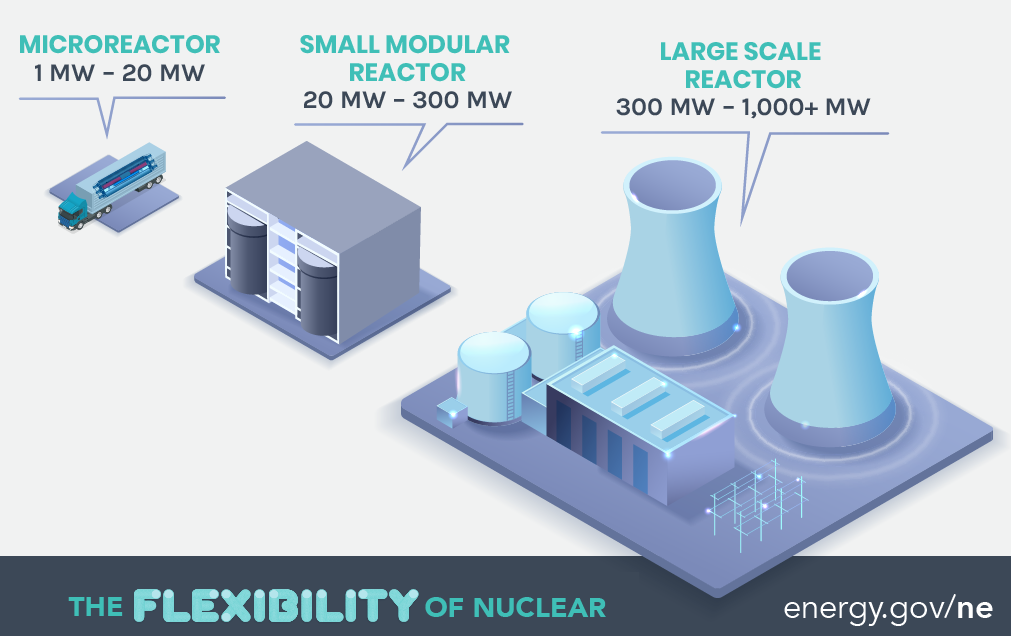 MICROREACTOR
1 MW – 20 MW
SMALL MODULAR
REACTOR
20 MW – 300 MW
LARGE SCALE
REACTOR
300 MW – 1,000+ MW
THE FLEXIBILITY OF NUCLEAR
energy.gov/ne